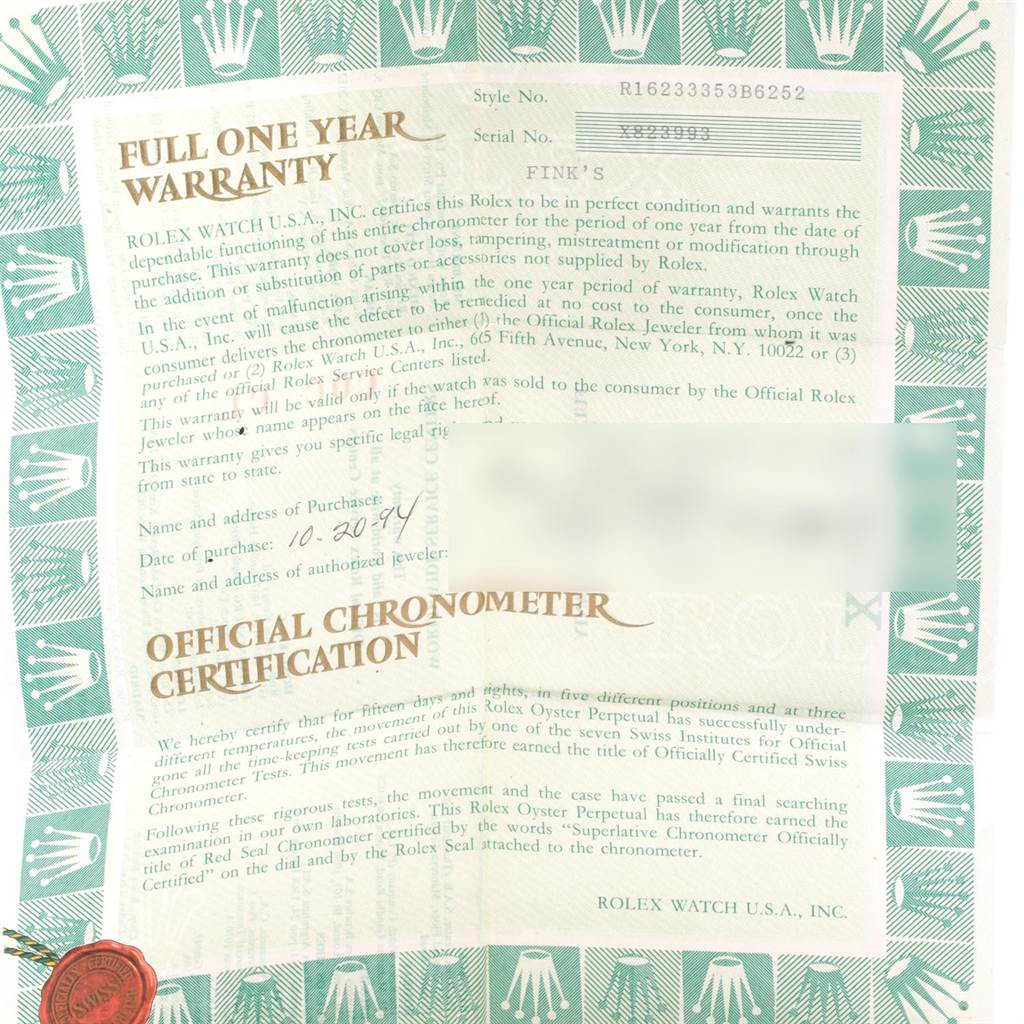 Style No. R16233353B6252
Serial No. X823993
FINK'S
FULL ONE YEAR
WARRANTY
ROLEX WATCH U.S.A., INC. certifies this Rolex to be in perfect condition and warrants the
dependable functioning of this entire chronometer for the period of one year from the date of
purchase. This warranty does not cover loss, tampering, mistreatment or modification through
the addition or substitution of parts or accessories not supplied by Rolex.
In the event of malfunction arising within the one year period of warranty, Rolex Watch
U.S.A., Inc. will cause the defect to be remedied at no cost to the consumer, once the
consumer delivers the chronometer to either (1) the Official Rolex Jeweler from whom it was
purchased or (2) Rolex Watch U.S.A., Inc., 665 Fifth Avenue, New York, N.Y. 10022 or (3)
any of the official Rolex Service Centers listed.
This warranty will be valid only if the watch was sold to the consumer by the Official Rolex
Jeweler whose name appears on the face hereof.
This warranty gives you specific legal
from state to state.
Name and address of Purchaser:
Date of purchase: 10-20-94
Name and address of authorized jeweler:
OFFICIAL CHRONOMETER
CERTIFICATION
We hereby certify that for fifteen days and nights, in five different positions and at three
different temperatures, the movement of this Rolex Oyster Perpetual has successfully under-
gone all the time-keeping tests carried out by one of the seven Swiss Institutes for Official
Chronometer Tests. This movement has therefore earned the title of Officially Certified Swiss
Chronometer.
Following these rigorous tests, the movement and the case have passed a final searching
examination in our own laboratories. This Rolex Oyster Perpetual has therefore earned the
title of Red Seal Chronometer certified by the words “Superlative Chronometer Officially
Certified” on the dial and by the Rolex Seal attached to the chronometer.
ROLEX WATCH U.S.A., INC.
SWISS